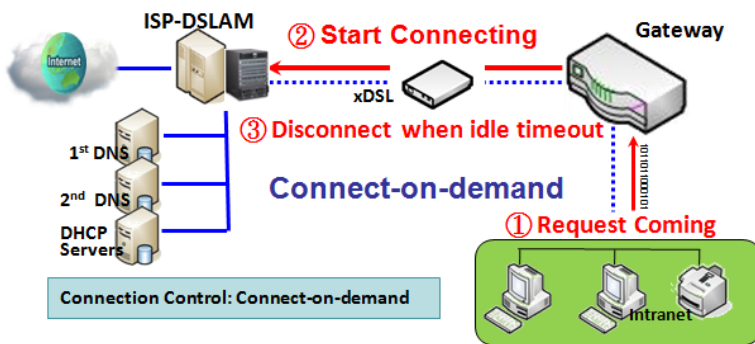 ISP-DSLAM
② Start Connecting
Gateway
Internet
xDSL
③ Disconnect when idle timeout
1st DNS
2nd DNS
DHCP
Servers
Connect-on-demand
① Request Coming
Intranet
Connection Control: Connect-on-demand